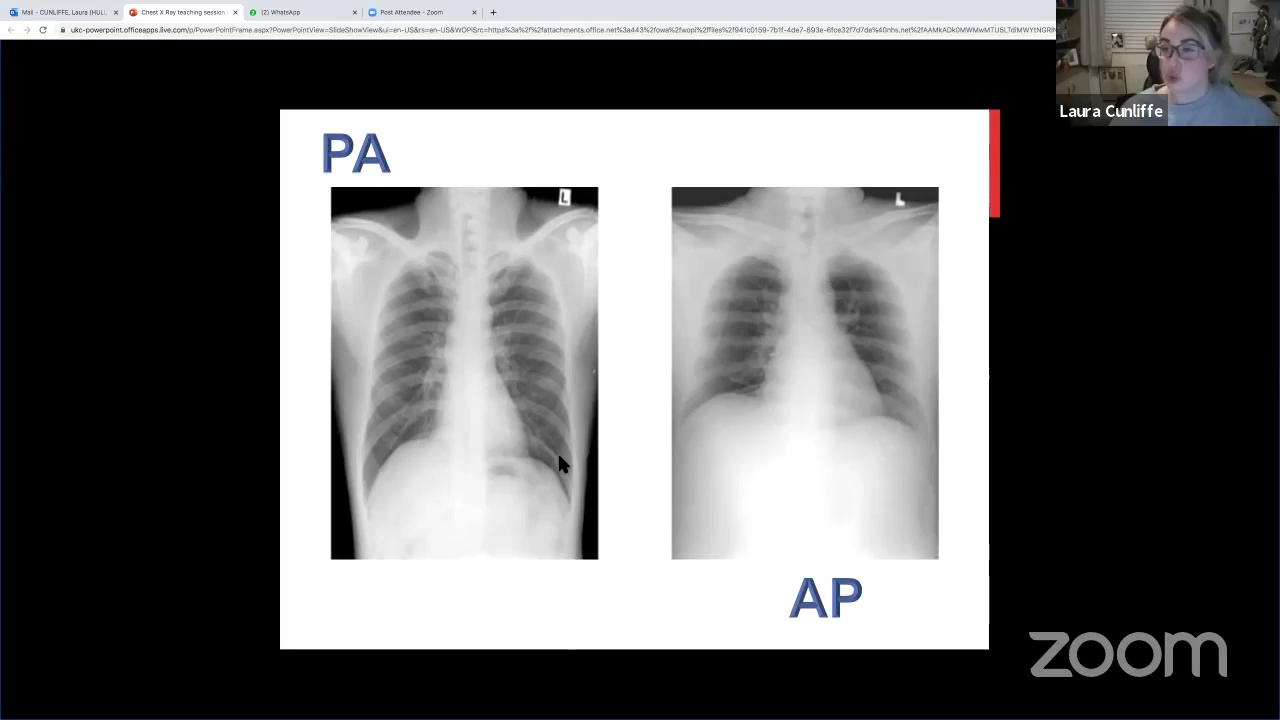 Mail - CUNLIFFE, Laura (HULL
Chest X Ray teaching session
(2) WhatsApp
Post Attendee - Zoom
Laura Cunliffe
PA
L
L
AP
zoom